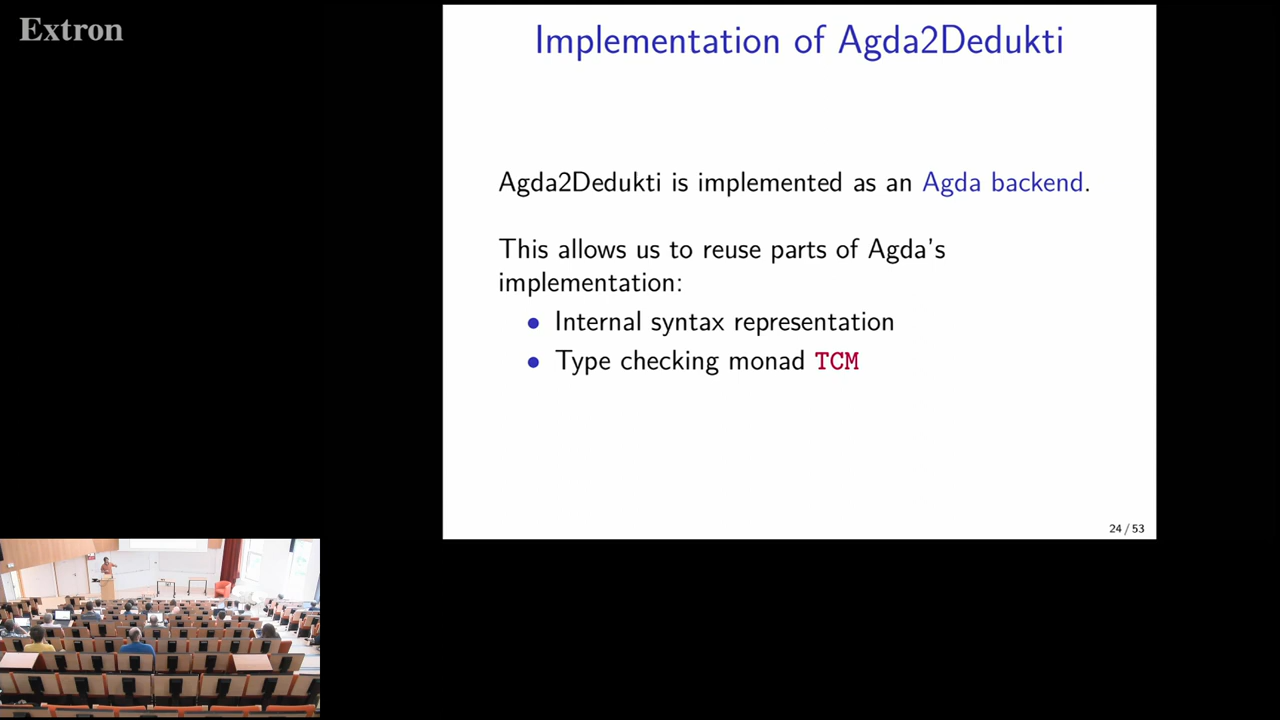 Extron
Implementation of Agda2Dedukti
Agda2Dedukti is implemented as an Agda backend.
This allows us to reuse parts of Agda's
implementation:
• Internal syntax representation
• Type checking monad TCM
24 / 53